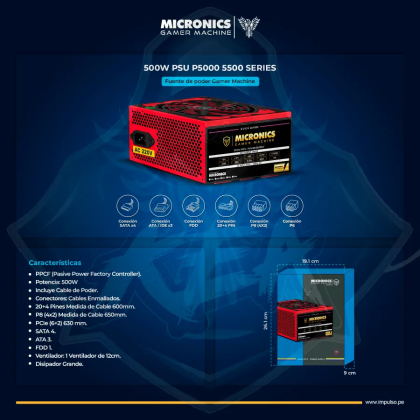 MICRONICS
GAMER MACHINE
500W PSU P5000 5500 SERIES
Fuente de poder Gamer Machine
AC 220V
MICRONICS
GAMER MACHINE
MICRONICS
Conexión SATA x4
Conexión ATA / IDE x3
Conexión FDD
Conexión 20+4 PIN
Conexión P8 (4X2)
Conexión P6
Características
PPCF (Pasive Power Factory Controller).
Potencia: 500W
Incluye Cable de Poder.
Conectores: Cables Enmallados.
20+4 Pines Medida de Cable 600mm.
P8 (4x2) Medida de Cable 650mm.
PCIe (6+2) 630 mm.
SATA 4.
ATA 3.
FDD 1.
Ventilador: 1 Ventilador de 12cm.
Disipador Grande.
19.1 cm
MICRONICS
26.1 cm
9 cm
www.impulso.pe